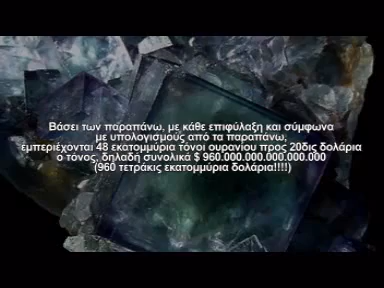 Βάσει των παραπάνω, με κάθε επιφύλαξη και σύμφωνα
με υπολογισμούς από τα παραπάνω,
εμπεριέχονται 48 εκατομμύρια τόνοι ουρανίου προς 20δις δολάρια
ο τόνος, δηλαδή συνολικά $ 960.000.000.000.000.000
(960 τετράκις εκατομμύρια δολάρια!!!!)